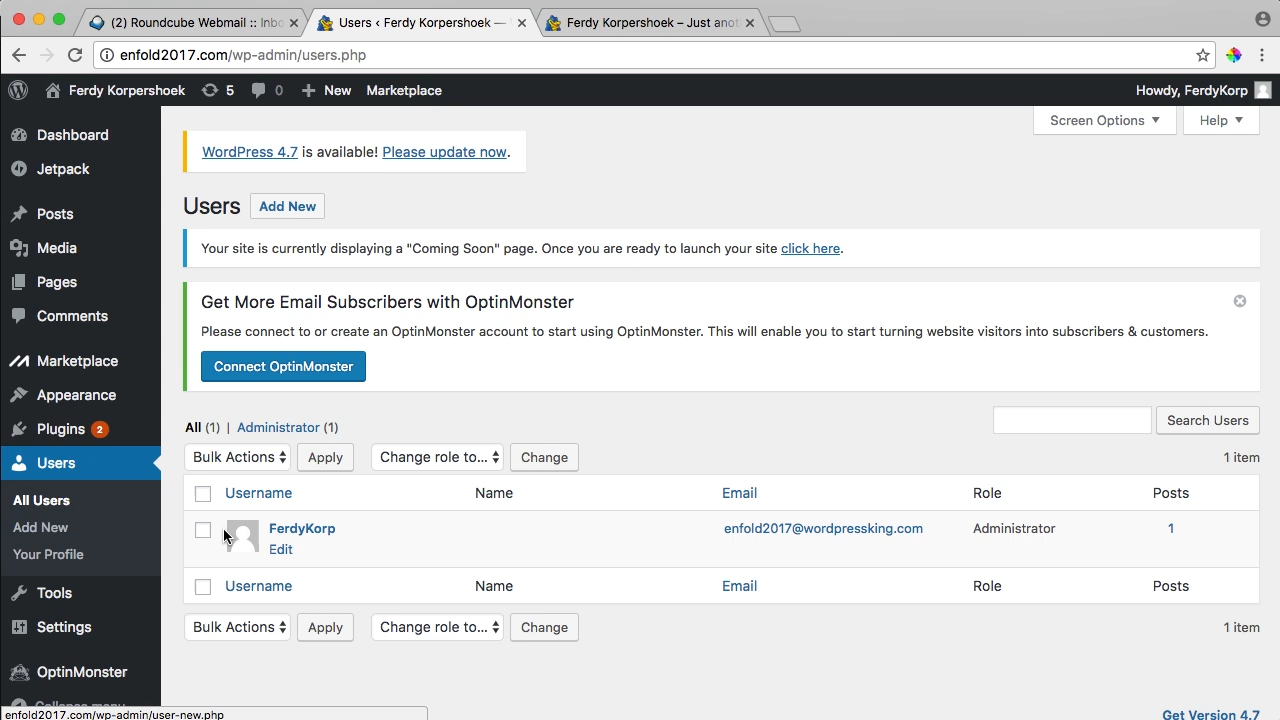 (2) Roundcube Webmail :: Inbo
Users ‹ Ferdy Korpershoek —
Ferdy Korpershoek – Just anot
enfold2017.com/wp-admin/users.php
Ferdy Korpershoek
5
0
New
Marketplace
Howdy, FerdyKorp
Screen Options
Help
Dashboard
Jetpack
Posts
Media
Pages
Comments
Marketplace
Appearance
Plugins 2
Users
All Users
Add New
Your Profile
Tools
Settings
OptinMonster
Collapse menu
WordPress 4.7 is available! Please update now.
Users
Add New
Your site is currently displaying a "Coming Soon" page. Once you are ready to launch your site click here.
Get More Email Subscribers with OptinMonster
Please connect to or create an OptinMonster account to start using OptinMonster. This will enable you to start turning website visitors into subscribers & customers.
Connect OptinMonster
All (1) | Administrator (1)
Search Users
Bulk Actions
Apply
Change role to...
Change
1 item
Username Name Email Role Posts
FerdyKorp enfold2017@wordpressking.com Administrator 1
Edit
Username Name Email Role Posts
Bulk Actions
Apply
Change role to...
Change
1 item
enfold2017.com/wp-admin/user-new.php
Get Version 4.7